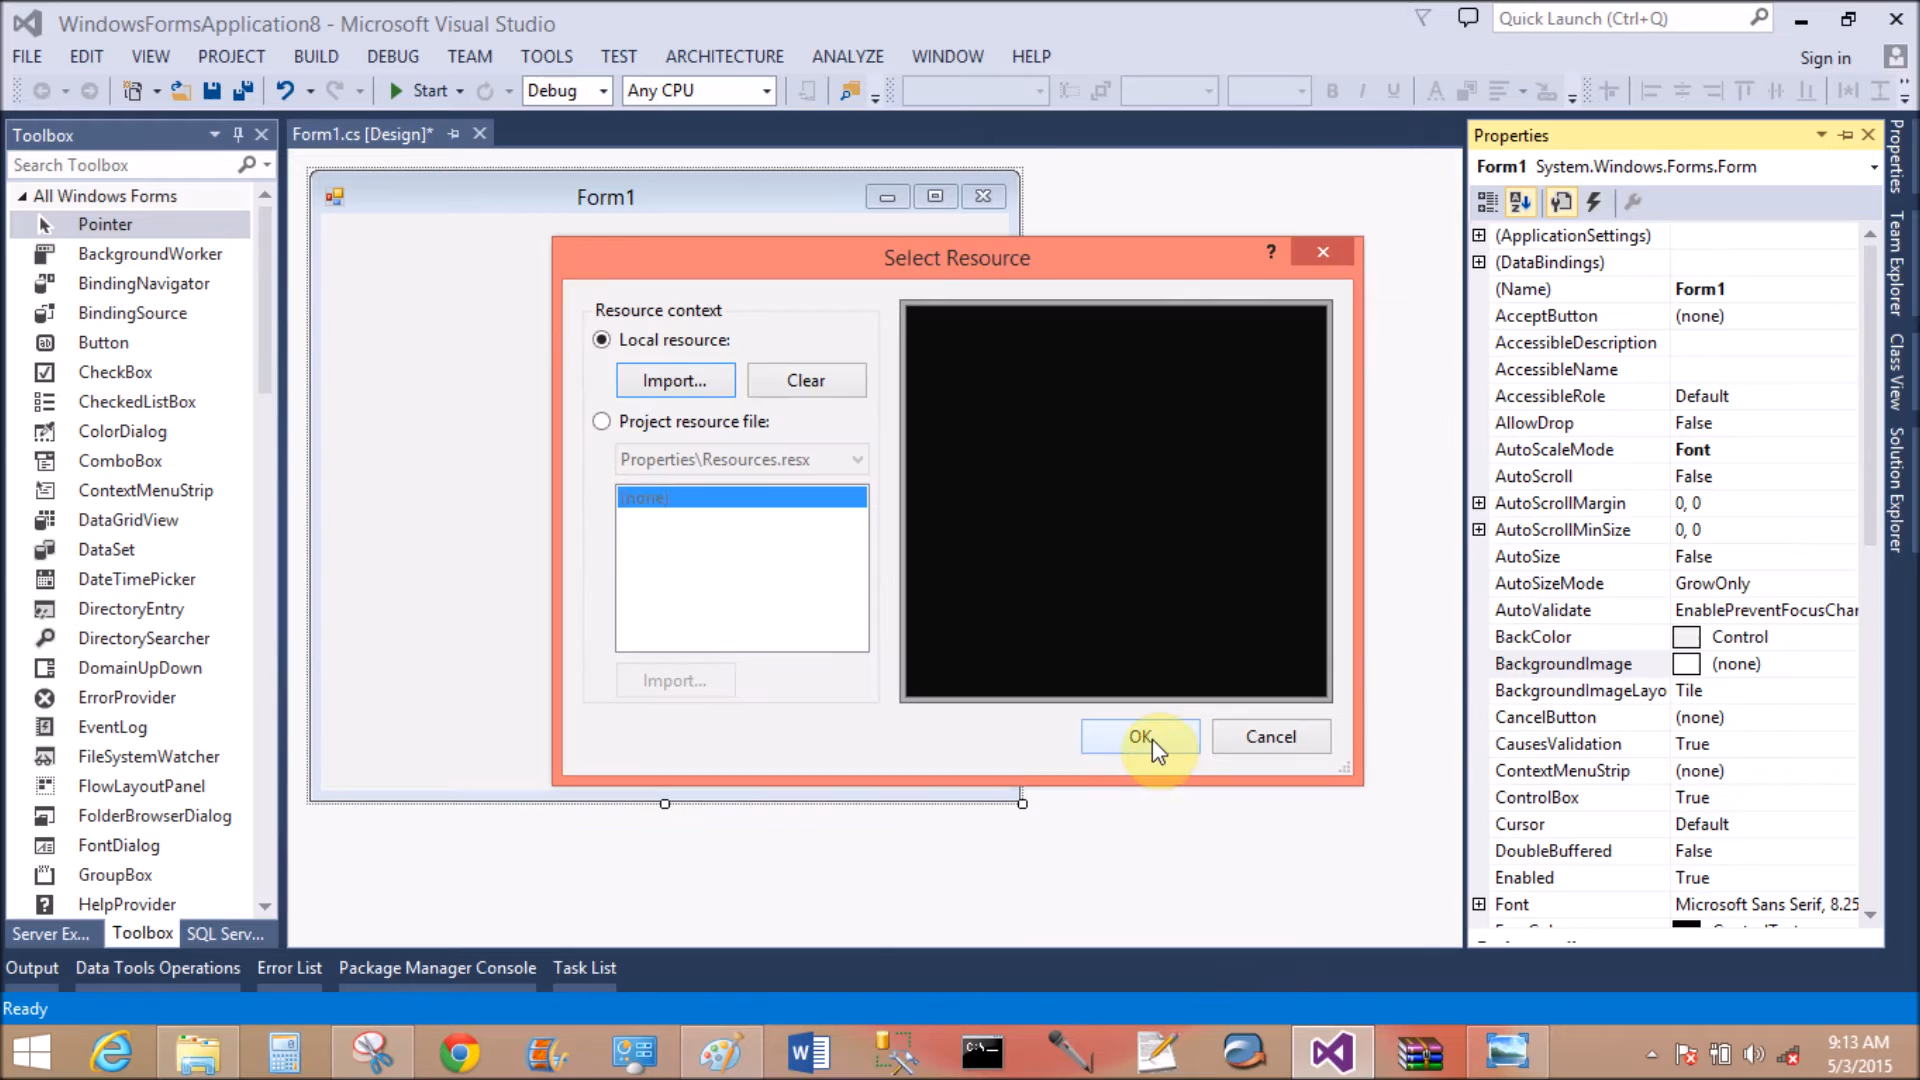 WindowsFormsApplication8 - Microsoft Visual Studio
Quick Launch (Ctrl+Q)
FILE EDIT VIEW PROJECT BUILD DEBUG TEAM TOOLS TEST ARCHITECTURE ANALYZE WINDOW HELP
Sign in
Start Debug Any CPU
Toolbox
Search Toolbox
All Windows Forms
Pointer
BackgroundWorker
BindingNavigator
BindingSource
Button
CheckBox
CheckedListBox
ColorDialog
ComboBox
ContextMenuStrip
DataGridView
DataSet
DateTimePicker
DirectoryEntry
DirectorySearcher
DomainUpDown
ErrorProvider
EventLog
FileSystemWatcher
FlowLayoutPanel
FolderBrowserDialog
FontDialog
GroupBox
HelpProvider
Server Ex... Toolbox SQL Serv...
Form1.cs [Design]*
Form1
Select Resource
?
Resource context
Local resource:
Import... Clear
Project resource file:
Properties\Resources.resx
(none)
Import...
OK Cancel
Properties
Form1 System.Windows.Forms.Form
(ApplicationSettings)
(DataBindings)
(Name) Form1
AcceptButton (none)
AccessibleDescription
AccessibleName
AccessibleRole Default
AllowDrop False
AutoScaleMode Font
AutoScroll False
AutoScrollMargin 0, 0
AutoScrollMinSize 0, 0
AutoSize False
AutoSizeMode GrowOnly
AutoValidate EnablePreventFocusChar
BackColor Control
BackgroundImage (none)
BackgroundImageLayo Tile
CancelButton (none)
CausesValidation True
ContextMenuStrip (none)
ControlBox True
Cursor Default
DoubleBuffered False
Enabled True
Font Microsoft Sans Serif, 8.25
Properties
Team Explorer
Class View
Solution Explorer
Output Data Tools Operations Error List Package Manager Console Task List
Ready
9:13 AM
5/3/2015